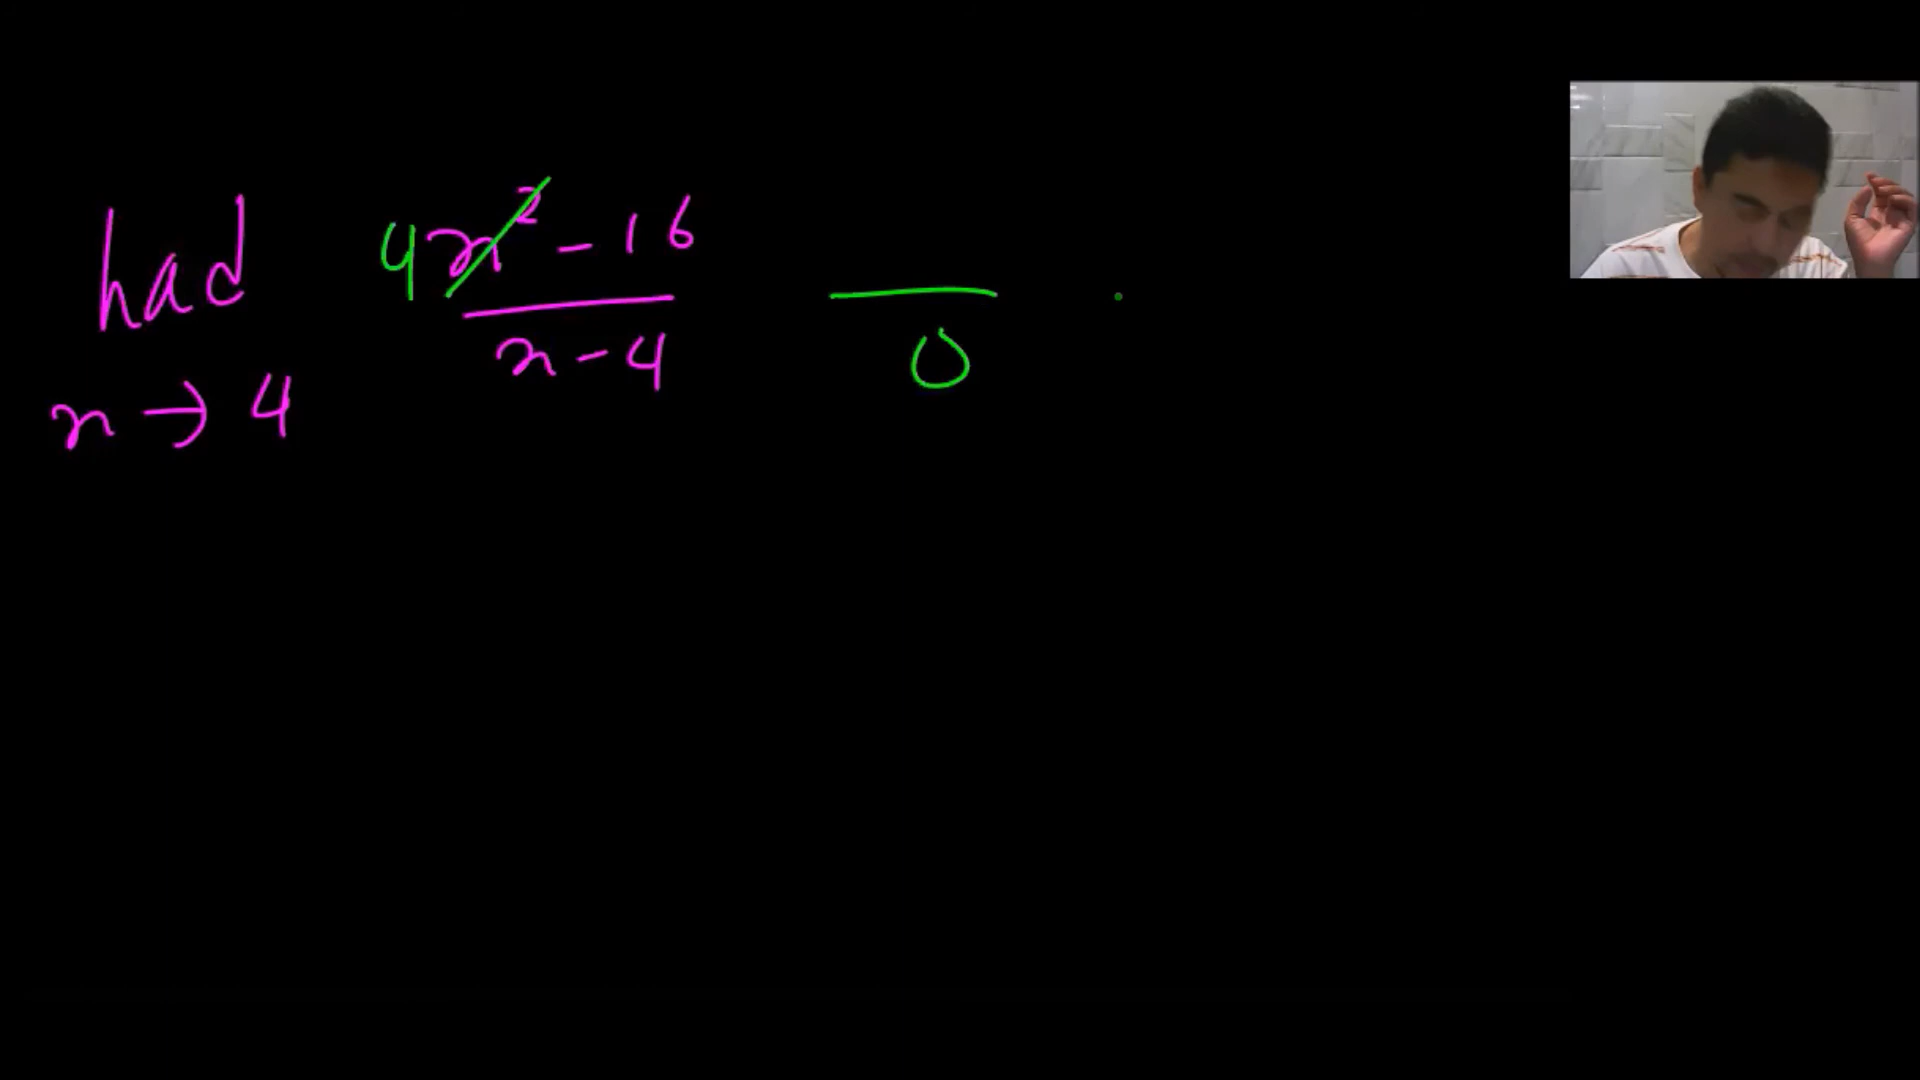 had 4x² - 16
x - 4
0
x → 4